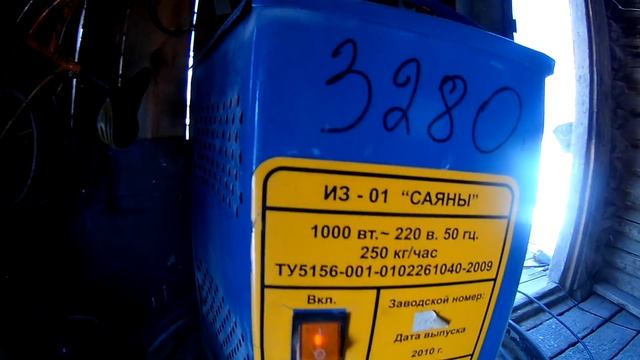 3280
ИЗ - 01 "САЯНЫ"
1000 вт.~ 220 в. 50 гц.
250 кг/час
ТУ5156-001-0102261040-2009
Вкл.
Заводской номер:
Дата выпуска
2010 г.